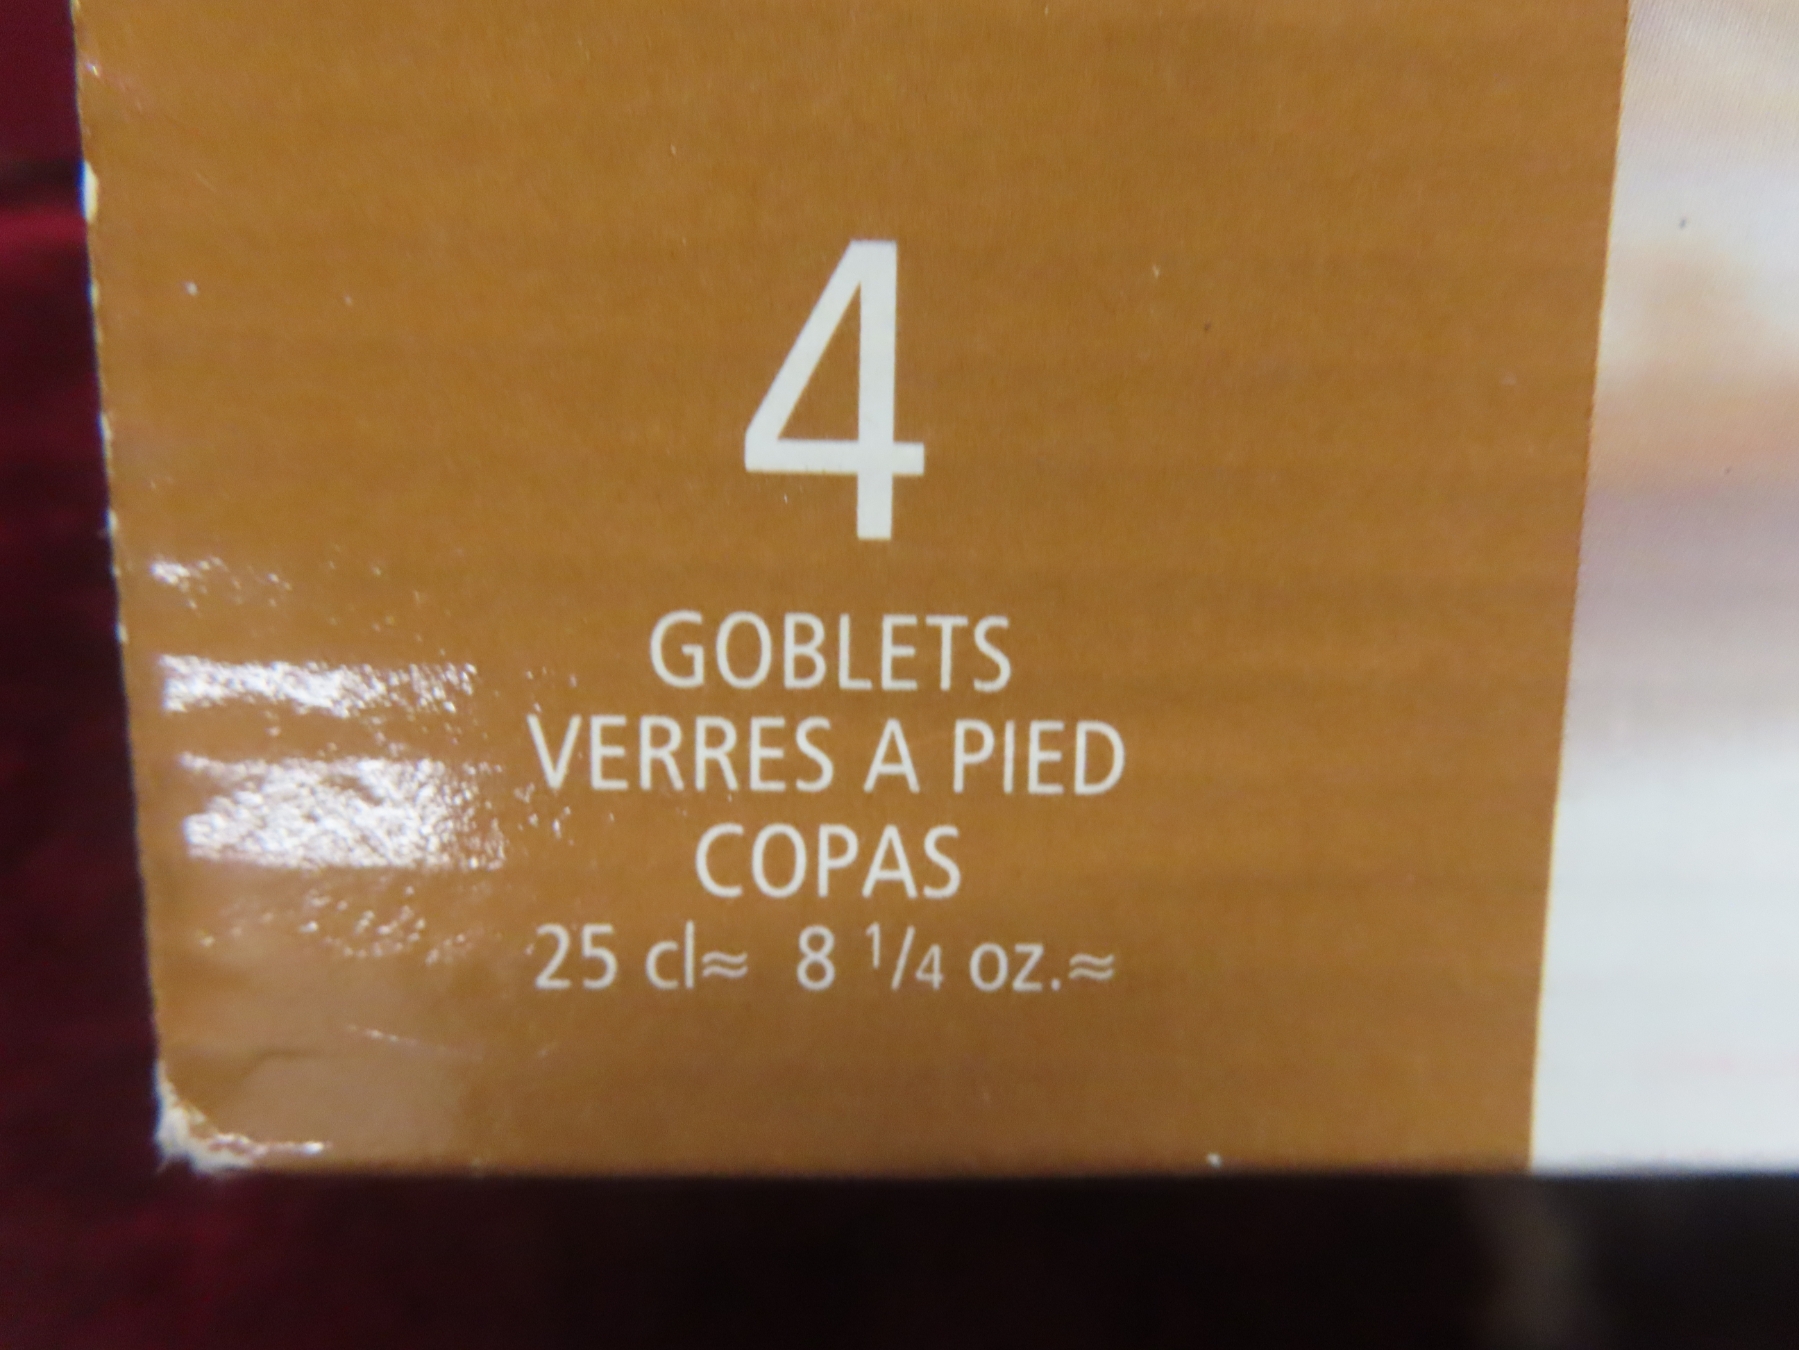 4
GOBLETS
VERRES A PIED
COPAS
25 cl≈ 8 1/4 oz.≈